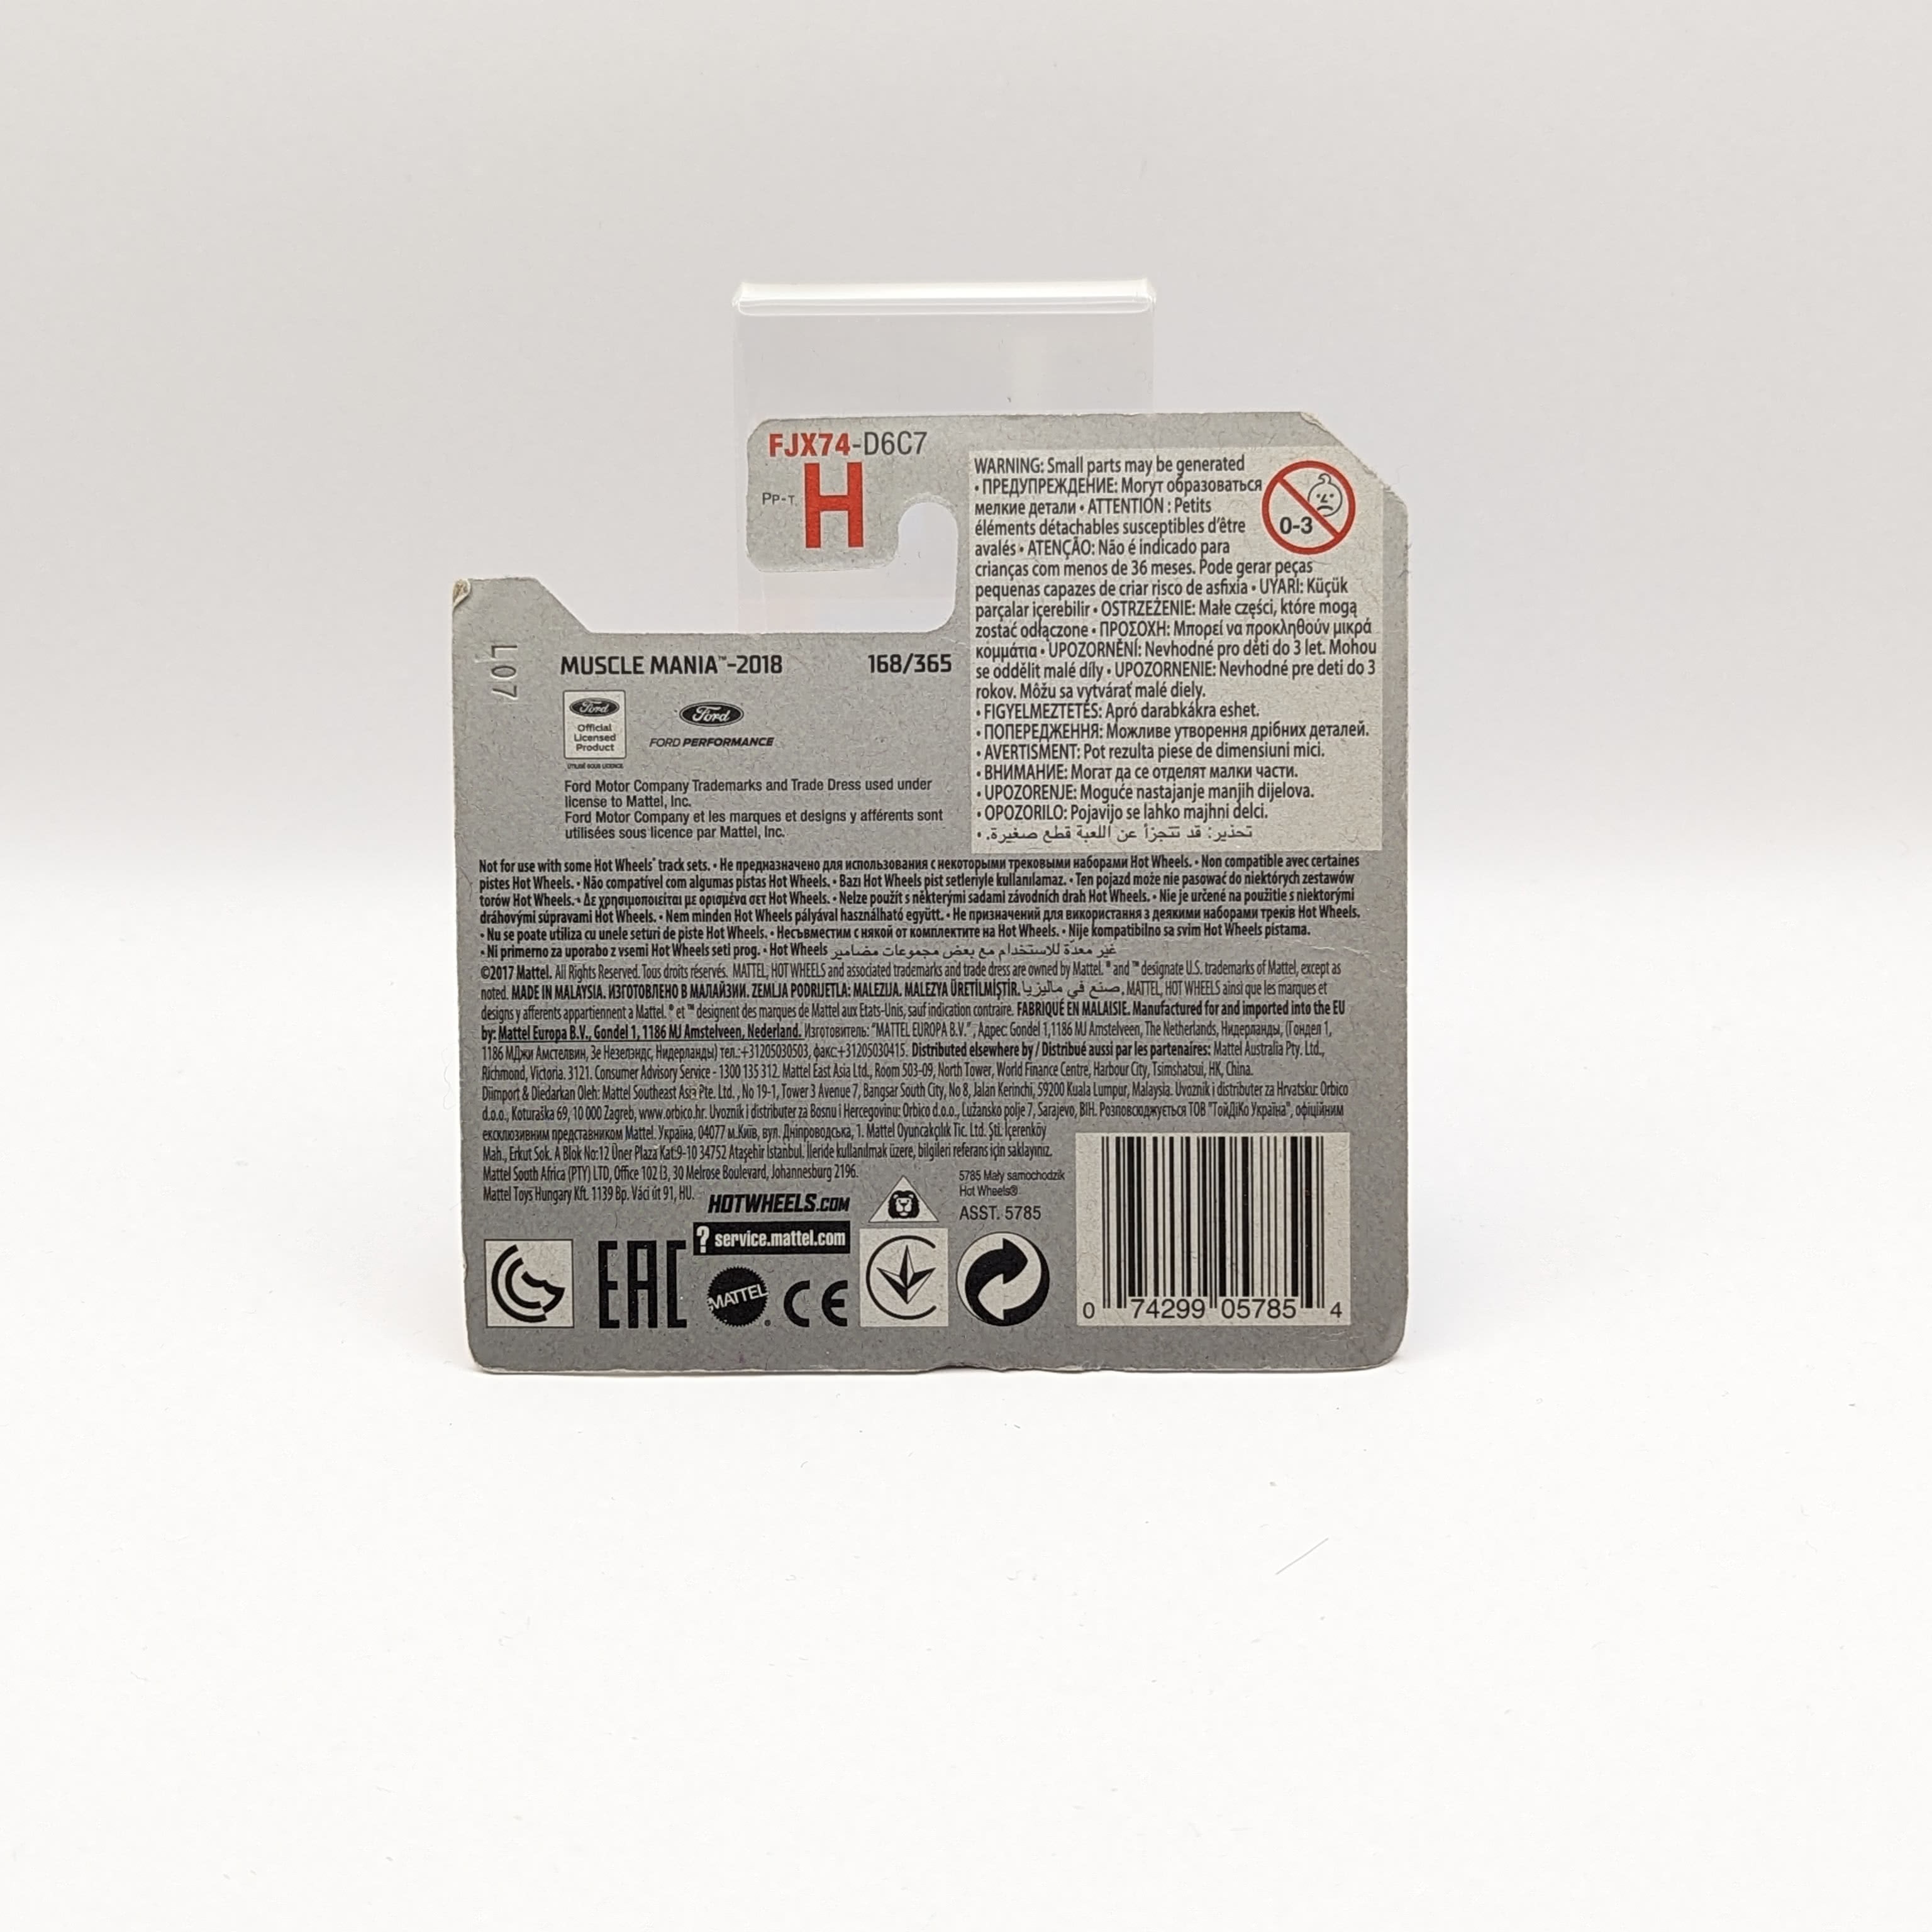 FJX74-D6C7
Pp-T.
H
WARNING: Small parts may be generated
• ПРЕДУПРЕЖДЕНИЕ: Могут образоваться
мелкие детали • ATTENTION : Petits
éléments détachables susceptibles d'être
avalés • ATENÇÃO: Não é indicado para
crianças com menos de 36 meses. Pode gerar peças
pequenas capazes de criar risco de asfixia • UYARI: Küçük
parçalar içerebilir • OSTRZEŻENIE: Małe części, które mogą
zostać odłączone • ΠΡΟΣΟΧΗ: Μπορεί να προκληθούν μικρά
κομμάτια • UPOZORNĚNÍ: Nevhodné pro děti do 3 let. Mohou
se oddělit malé díly • UPOZORNENIE: Nevhodné pre deti do 3
rokov. Môžu sa vytvárať malé diely.
• FIGYELMEZTETÉS: Apró darabkákra eshet.
• ПОПЕРЕДЖЕННЯ: Можливе утворення дрібних деталей.
• AVERTISMENT: Pot rezulta piese de dimensiuni mici.
• ВНИМАНИЕ: Могат да се отделят малки части.
• UPOZORENJE: Moguće nastajanje manjih dijelova.
• OPOZORILO: Pojavijo se lahko majhni delci.
• تحذير: قد تتجزأ عن اللعبة قطع صغيرة.
0-3
L07
MUSCLE MANIA™-2018 168/365
Ford
Official
Licensed
Product
UTILISÉ SOUS LICENCE
Ford
FORD PERFORMANCE
Ford Motor Company Trademarks and Trade Dress used under
license to Mattel, Inc.
Ford Motor Company et les marques et designs y afférents sont
utilisées sous licence par Mattel, Inc.
Not for use with some Hot Wheels® track sets. • Не предназначено для использования с некоторыми трековыми наборами Hot Wheels. • Non compatible avec certaines
pistes Hot Wheels. • Não compatível com algumas pistas Hot Wheels. • Bazı Hot Wheels pist setleriyle kullanılamaz. • Ten pojazd może nie pasować do niektórych zestawów
torów Hot Wheels. • Δε χρησιμοποιείται με ορισμένα σετ Hot Wheels. • Nelze použít s některými sadami závodních drah Hot Wheels. • Nie je určené na použitie s niektorými
dráhovými súpravami Hot Wheels. • Nem minden Hot Wheels pályával használható együtt. • Не призначений для використання з деякими наборами треків Hot Wheels.
• Nu se poate utiliza cu unele seturi de piste Hot Wheels. • Несъвместим с някой от комплектите на Hot Wheels. • Nije kompatibilno sa svim Hot Wheels pistama.
• Ni primerno za uporabo z vsemi Hot Wheels seti prog. • Hot Wheels غير معدّة للاستخدام مع بعض مجموعات مضامير
©2017 Mattel. All Rights Reserved. Tous droits réservés. MATTEL, HOT WHEELS and associated trademarks and trade dress are owned by Mattel. ® and ™ designate U.S. trademarks of Mattel, except as
noted. MADE IN MALAYSIA. ИЗГОТОВЛЕНО В МАЛАЙЗИИ. ZEMLJA PODRIJETLA: MALEZIJA. MALEZYA ÜRETİLMİŞTİR. صنع في ماليزيا. MATTEL, HOT WHEELS ainsi que les marques et
designs y afferents appartiennent a Mattel. ® et ™ désignent des marques de Mattel aux Etats-Unis, sauf indication contraire. FABRIQUÉ EN MALAISIE. Manufactured for and imported into the EU
by: Mattel Europa B.V., Gondel 1, 1186 MJ Amstelveen, Nederland. Изготовитель: "MATTEL EUROPA B.V.", Адрес: Gondel 1, 1186 MJ Amstelveen, The Netherlands, Нидерланды, (Гондел 1,
1186 МДжи Амстелвин, Зе Незелэндс, Нидерланды) тел.:+31205030503, факс:+31205030415. Distributed elsewhere by / Distribué aussi par les partenaires: Mattel Australia Pty. Ltd.,
Richmond, Victoria. 3121. Consumer Advisory Service - 1300 135 312. Mattel East Asia Ltd., Room 503-09, North Tower, World Finance Centre, Harbour City, Tsimshatsui, HK, China.
Diimport & Diedarkan Oleh: Mattel Southeast Asia Pte. Ltd. , No 19-1, Tower 3 Avenue 7, Bangsar South City, No 8, Jalan Kerinchi, 59200 Kuala Lumpur, Malaysia. Uvoznik i distributer za Hrvatsku: Orbico
d.o.o., Koturaška 69, 10 000 Zagreb, www.orbico.hr. Uvoznik i distributer za Bosnu i Hercegovinu: Orbico d.o.o., Lužansko polje 7, Sarajevo, BIH. Розповсюджується ТОВ "ТойДіКо Україна", офіційним
ексклюзивним представником Mattel. Україна, 04077 м.Київ, вул. Дніпроводська, 1. Mattel Oyuncakçılık Tic. Ltd. Şti. İçerenköy
Mah., Erkut Sok. A Blok No:12 Üner Plaza Kat:9-10 34752 Ataşehir İstanbul. İleride kullanılmak üzere, bilgileri referans için saklayınız.
Mattel South Africa (PTY) LTD, Office 102 I3, 30 Melrose Boulevard, Johannesburg 2196.
Mattel Toys Hungary Kft. 1139 Bp. Váci út 91, HU.
HOTWHEELS.COM
? service.mattel.com
5785 Mały samochodzik
Hot Wheels®
ASST. 5785
EAC
MATTEL®
CE
0 74299 05785 4